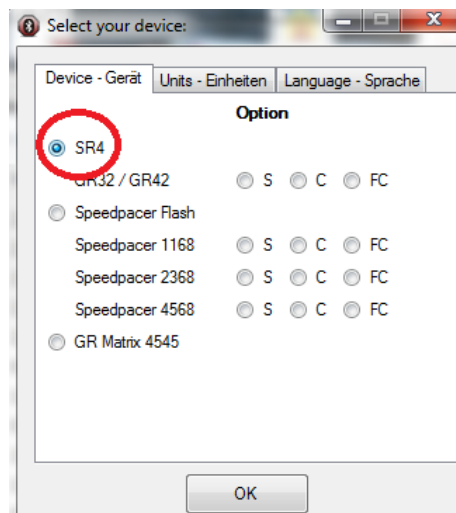 Select your device:
Device - Gerät Units - Einheiten Language - Sprache
Option
SR4
GR32 / GR42 S C FC
Speedpacer Flash
Speedpacer 1168 S C FC
Speedpacer 2368 S C FC
Speedpacer 4568 S C FC
GR Matrix 4545
OK